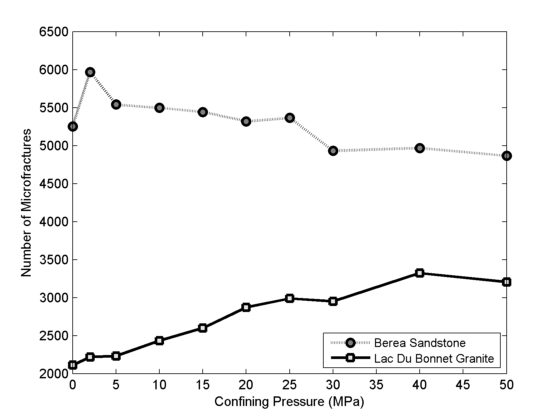 6500
6000
5500
5000
4500
4000
3500
3000
2500
2000
Number of Microfractures
0 5 10 15 20 25 30 35 40 45 50
Confining Pressure (MPa)
Berea Sandstone
Lac Du Bonnet Granite